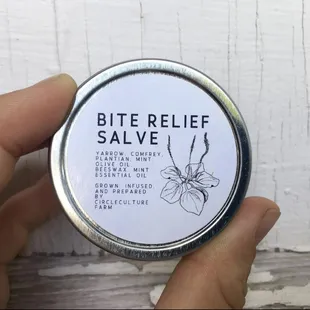 BITE RELIEF
SALVE
YARROW, COMFREY,
PLANTIAN, MINT
OLIVE OIL
BEESWAX, MINT
ESSENTIAL OIL
GROWN, INFUSED
AND PREPARED
BY
CIRCLECULTURE
FARM